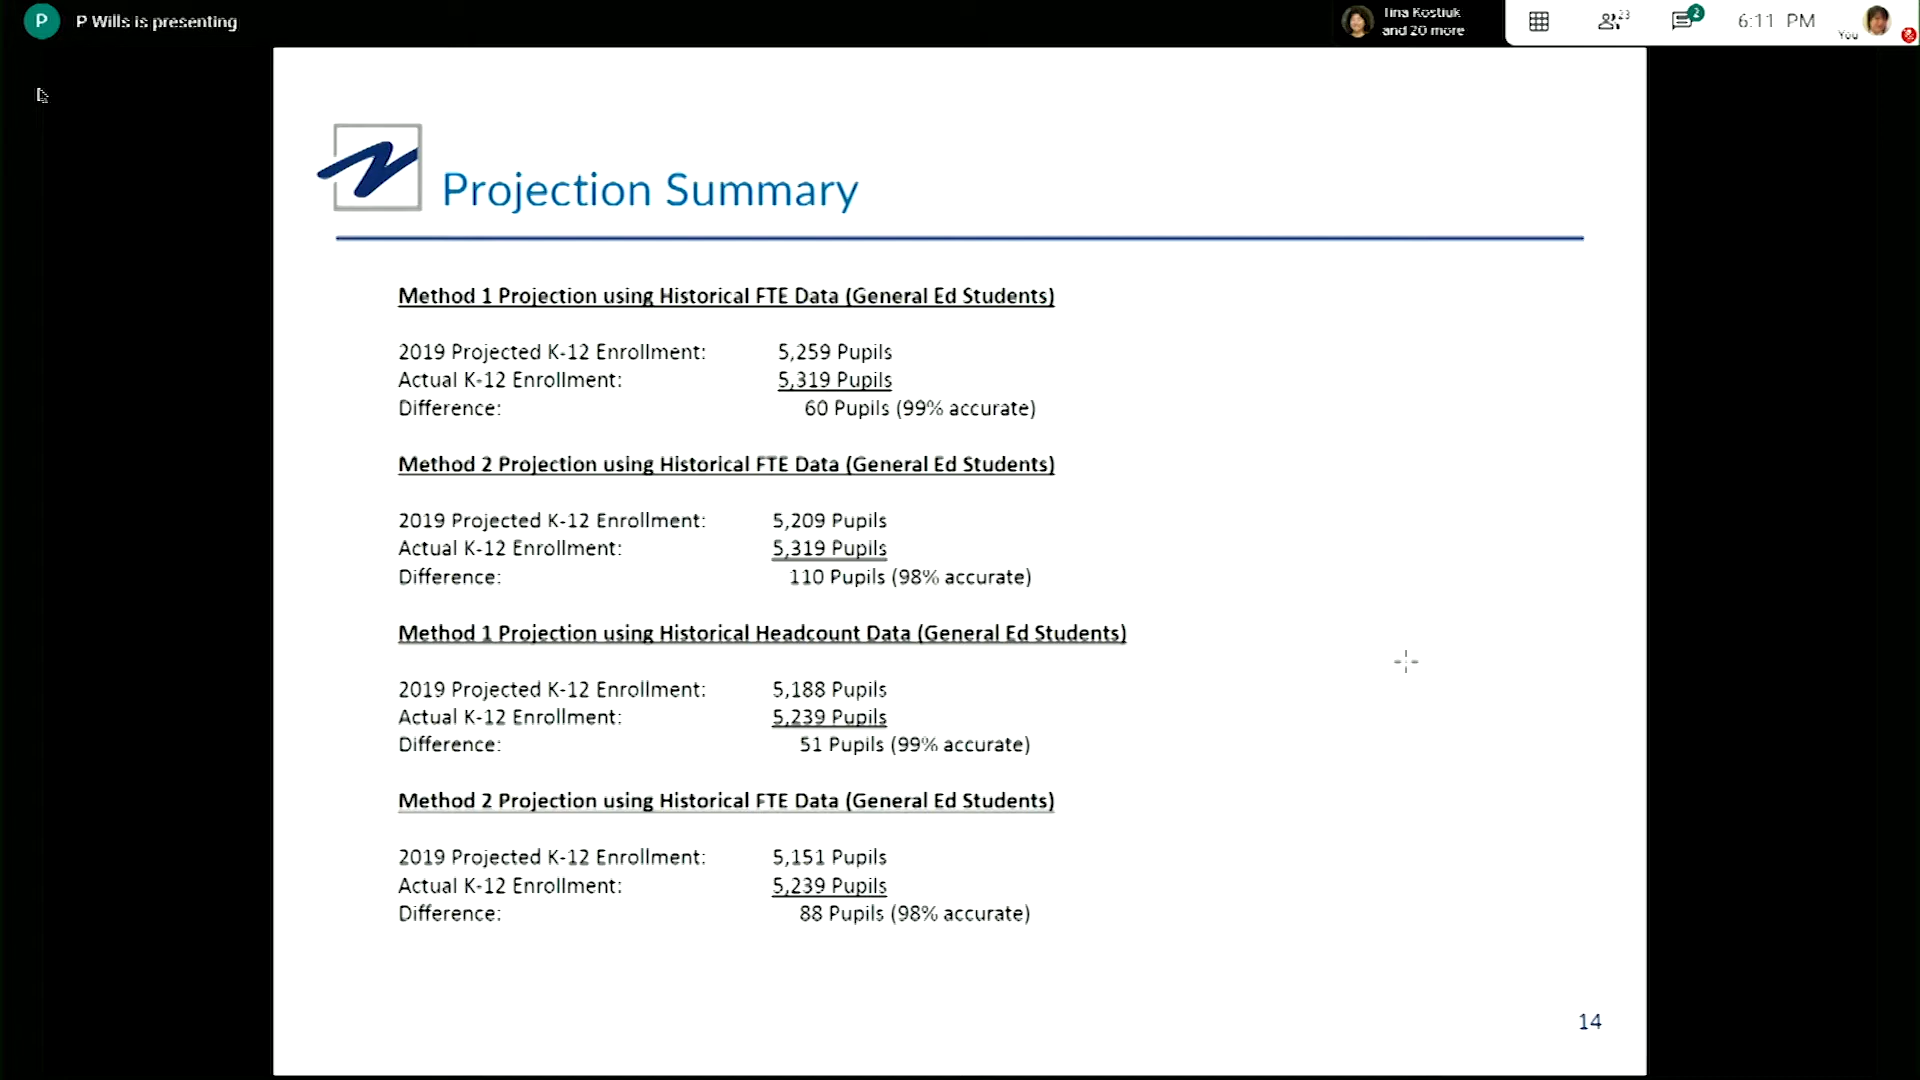 P
P Wills is presenting
Tina Kostiuk
and 20 more
23
2
6:11 PM
You
Projection Summary
Method 1 Projection using Historical FTE Data (General Ed Students)
2019 Projected K-12 Enrollment: 5,259 Pupils
Actual K-12 Enrollment: 5,319 Pupils
Difference: 60 Pupils (99% accurate)
Method 2 Projection using Historical FTE Data (General Ed Students)
2019 Projected K-12 Enrollment: 5,209 Pupils
Actual K-12 Enrollment: 5,319 Pupils
Difference: 110 Pupils (98% accurate)
Method 1 Projection using Historical Headcount Data (General Ed Students)
2019 Projected K-12 Enrollment: 5,188 Pupils
Actual K-12 Enrollment: 5,239 Pupils
Difference: 51 Pupils (99% accurate)
Method 2 Projection using Historical FTE Data (General Ed Students)
2019 Projected K-12 Enrollment: 5,151 Pupils
Actual K-12 Enrollment: 5,239 Pupils
Difference: 88 Pupils (98% accurate)
14